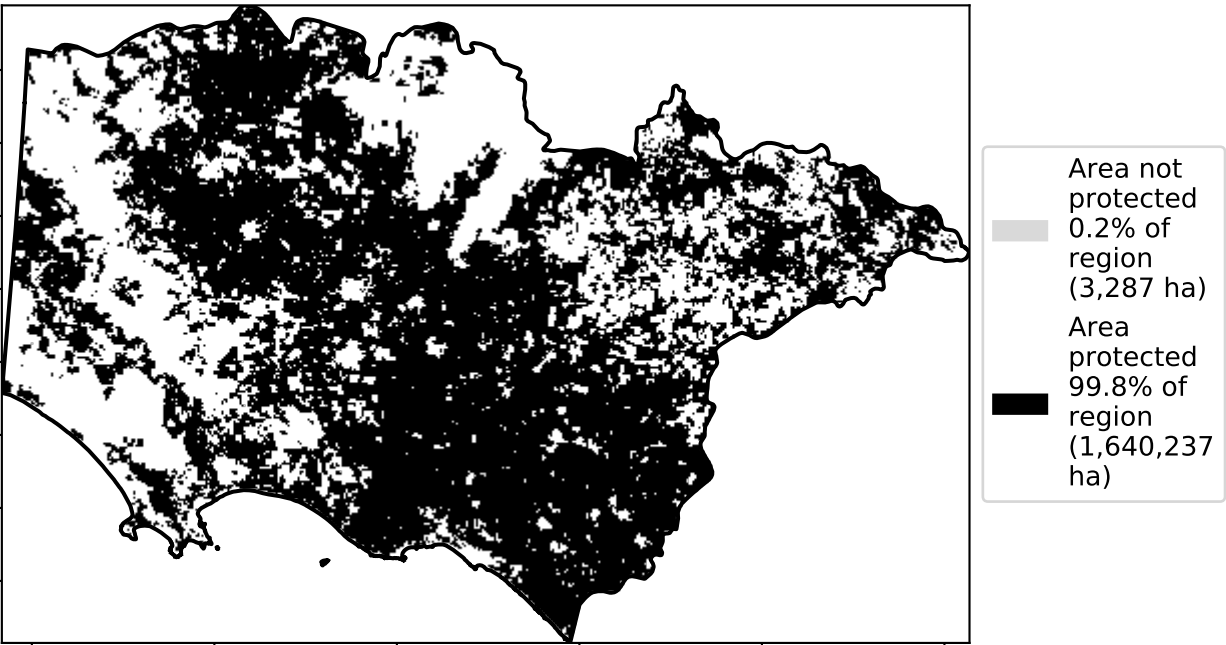 Area not
protected
0.2% of
region
(3,287 ha)
Area
protected
99.8% of
region
(1,640,237
ha)